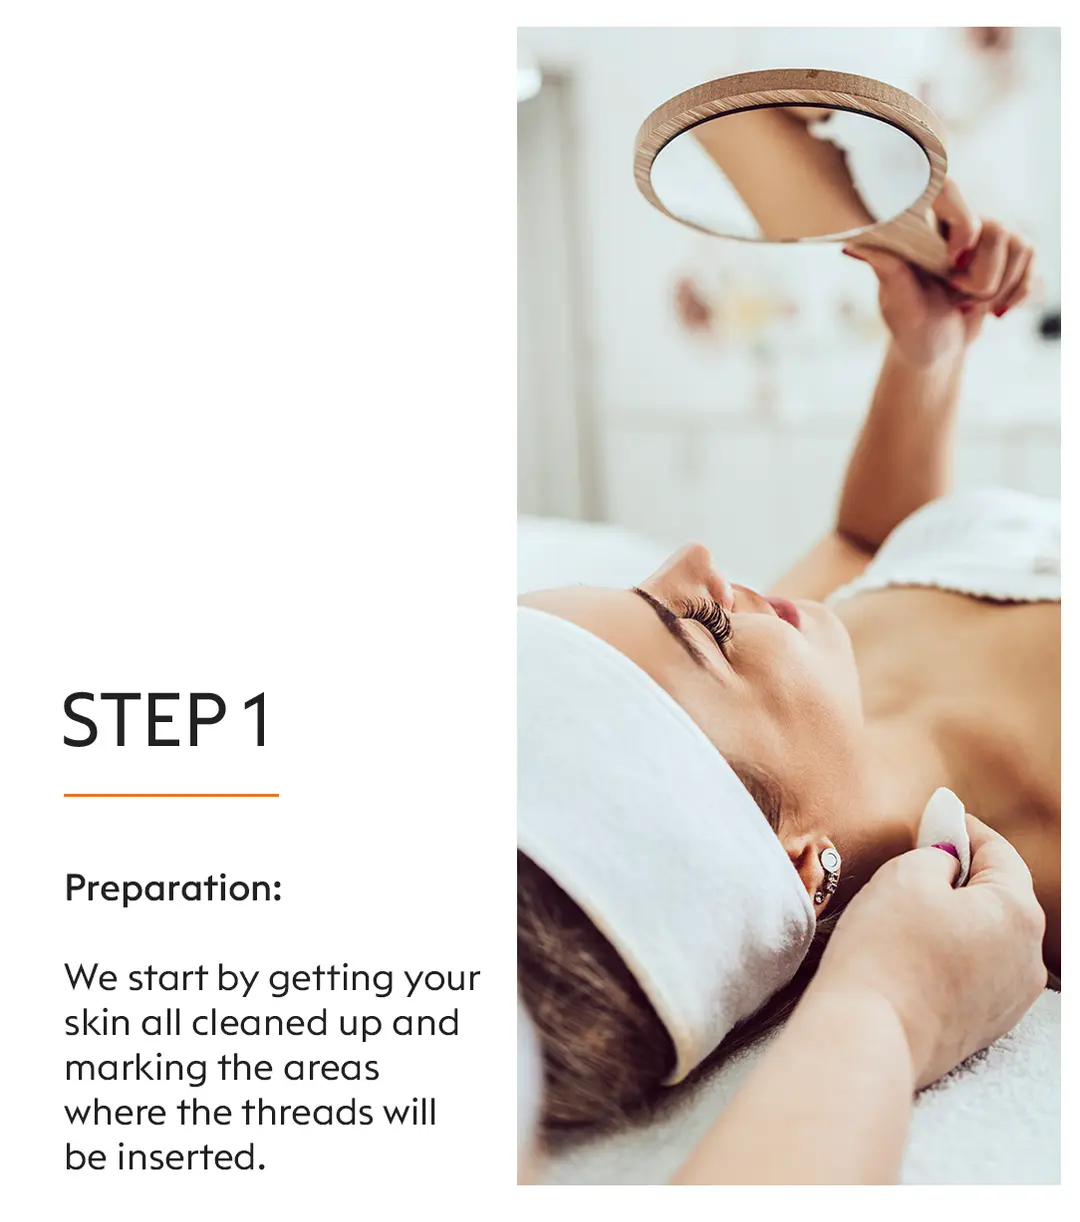 STEP 1
Preparation:
We start by getting your
skin all cleaned up and
marking the areas
where the threads will
be inserted.